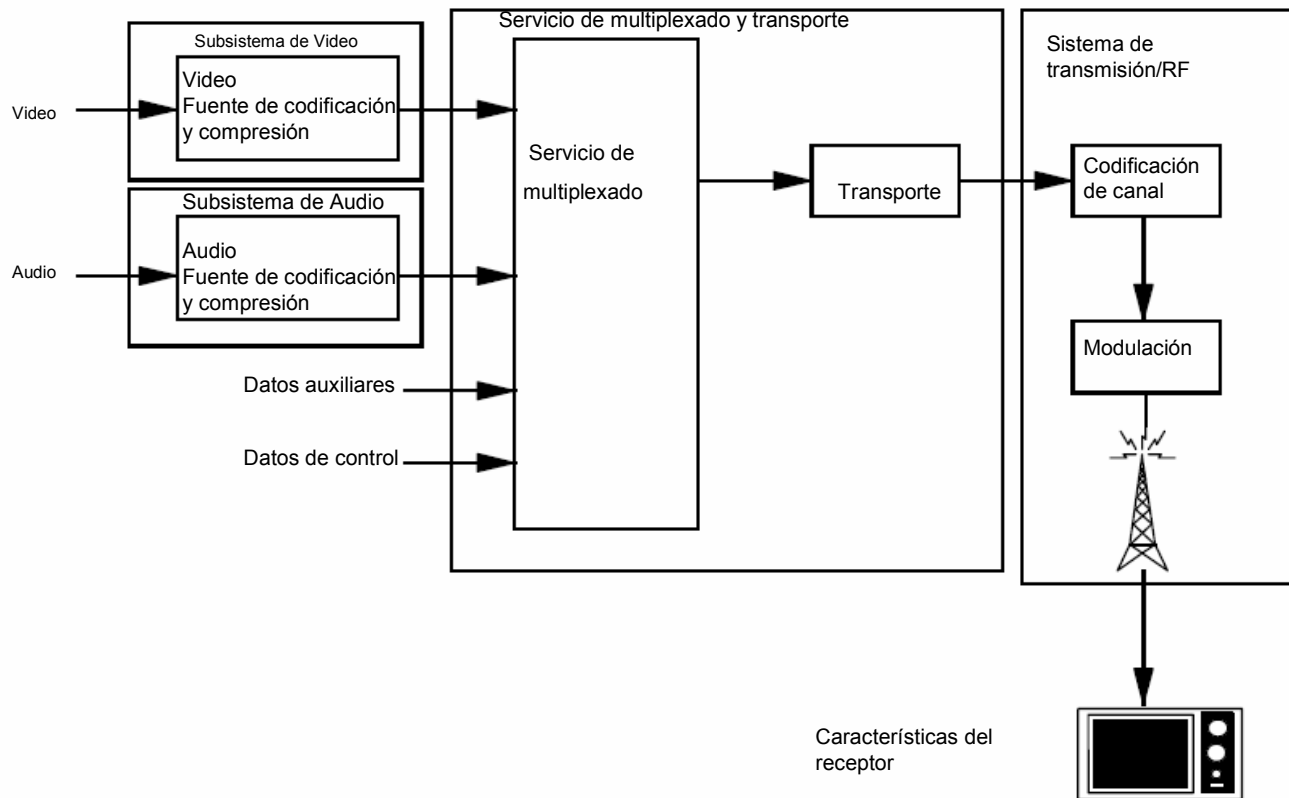 Servicio de multiplexado y transporte
Subsistema de Video
Video
Fuente de codificación
y compresión
Video
Subsistema de Audio
Audio
Fuente de codificación
y compresión
Audio
Datos auxiliares
Datos de control
Servicio de
multiplexado
Transporte
Sistema de
transmisión/RF
Codificación
de canal
Modulación
Características del
receptor